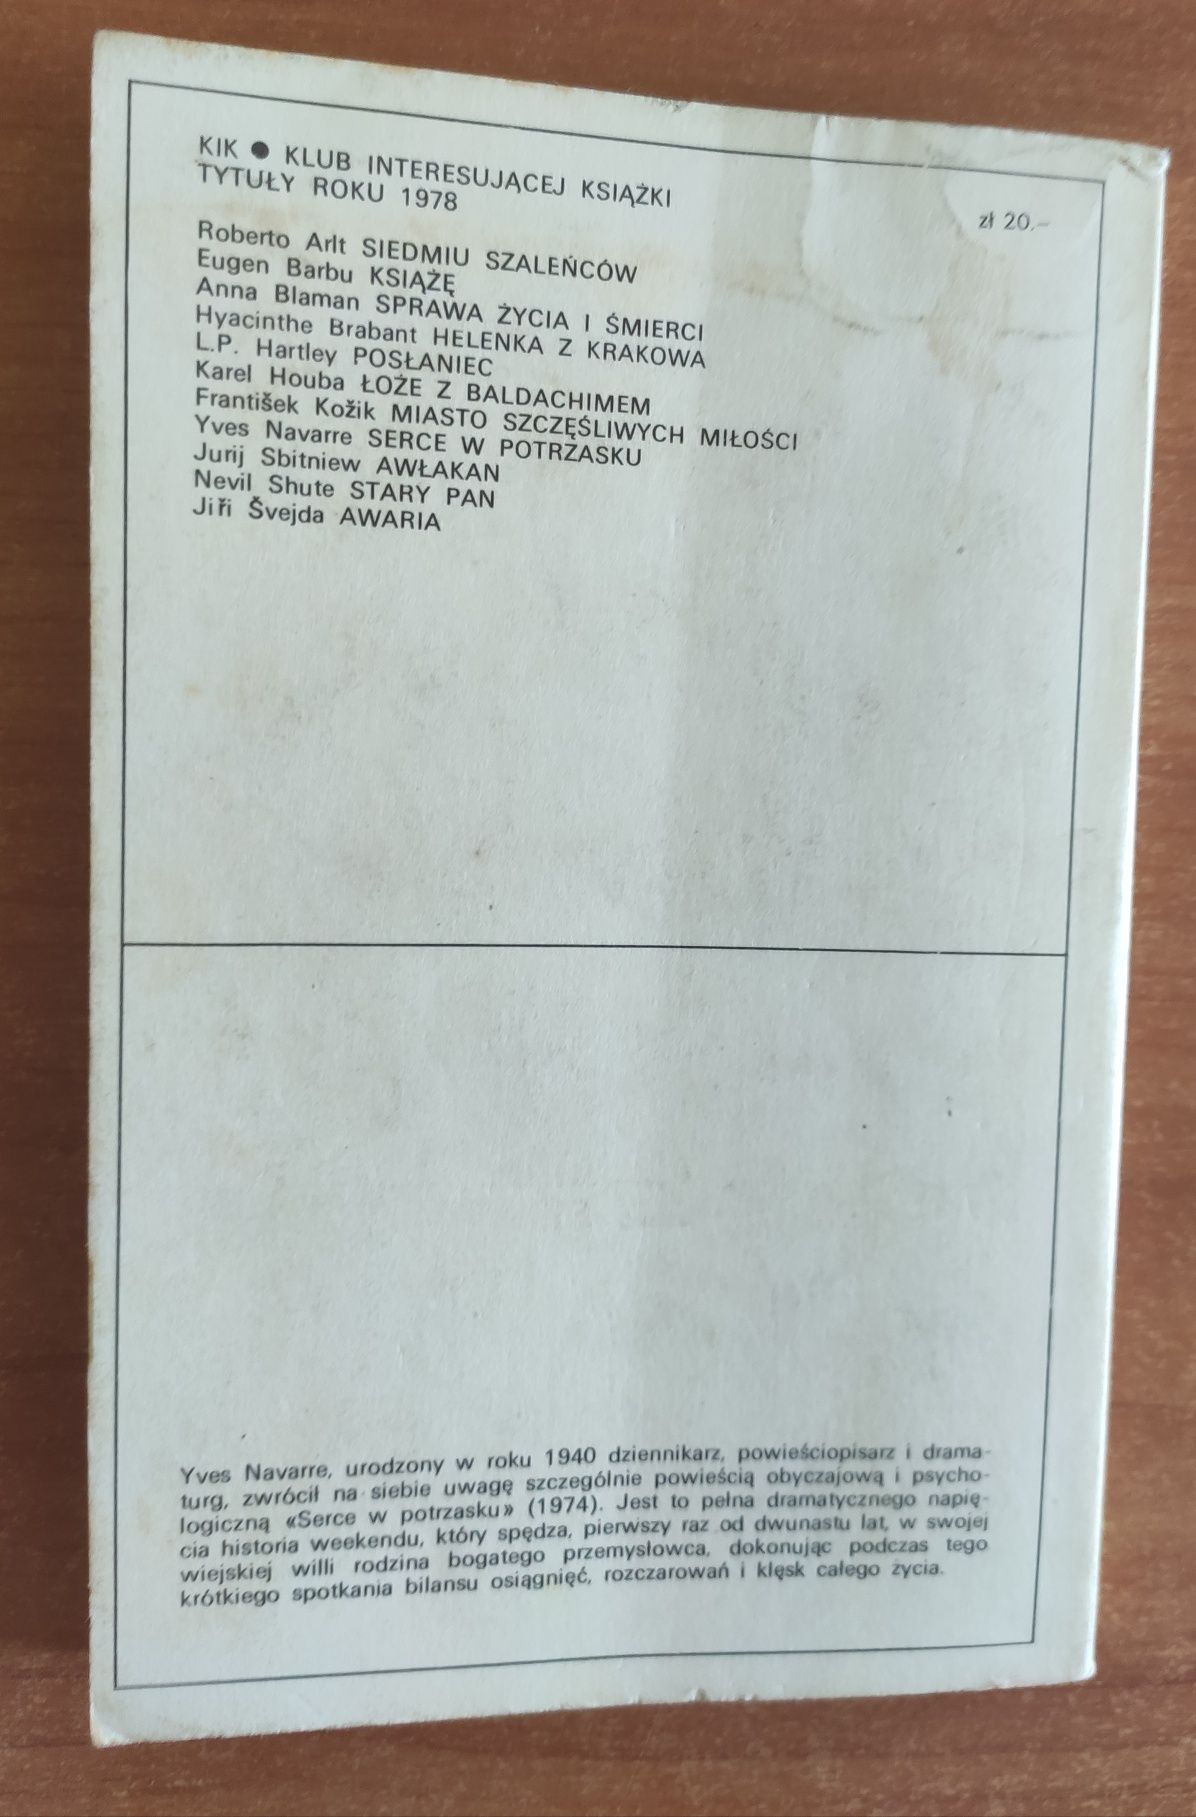 KIK ● KLUB INTERESUJĄCEJ KSIĄŻKI
TYTUŁY ROKU 1978
zł 20.–
Roberto Arlt SIEDMIU SZALEŃCÓW
Eugen Barbu KSIĄŻĘ
Anna Blaman SPRAWA ŻYCIA I ŚMIERCI
Hyacinthe Brabant HELENKA Z KRAKOWA
L.P. Hartley POSŁANIEC
Karel Houba ŁOŻE Z BALDACHIMEM
František Kožik MIASTO SZCZĘŚLIWYCH MIŁOŚCI
Yves Navarre SERCE W POTRZASKU
Jurij Sbitniew AWŁAKAN
Nevil Shute STARY PAN
Jiři Švejda AWARIA
Yves Navarre, urodzony w roku 1940 dziennikarz, powieściopisarz i drama-
turg, zwrócił na siebie uwagę szczególnie powieścią obyczajową i psycho-
logiczną «Serce w potrzasku» (1974). Jest to pełna dramatycznego napię-
cia historia weekendu, który spędza, pierwszy raz od dwunastu lat, w swojej
wiejskiej willi rodzina bogatego przemysłowca, dokonując podczas tego
krótkiego spotkania bilansu osiągnięć, rozczarowań i klęsk całego życia.